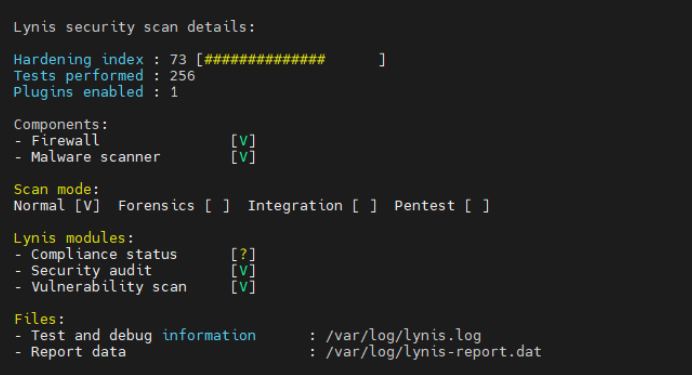 Lynis security scan details:
Hardening index : 73 [############## ]
Tests performed : 256
Plugins enabled : 1
Components:
- Firewall [V]
- Malware scanner [V]
Scan mode:
Normal [V] Forensics [ ] Integration [ ] Pentest [ ]
Lynis modules:
- Compliance status [?]
- Security audit [V]
- Vulnerability scan [V]
Files:
- Test and debug information : /var/log/lynis.log
- Report data : /var/log/lynis-report.dat